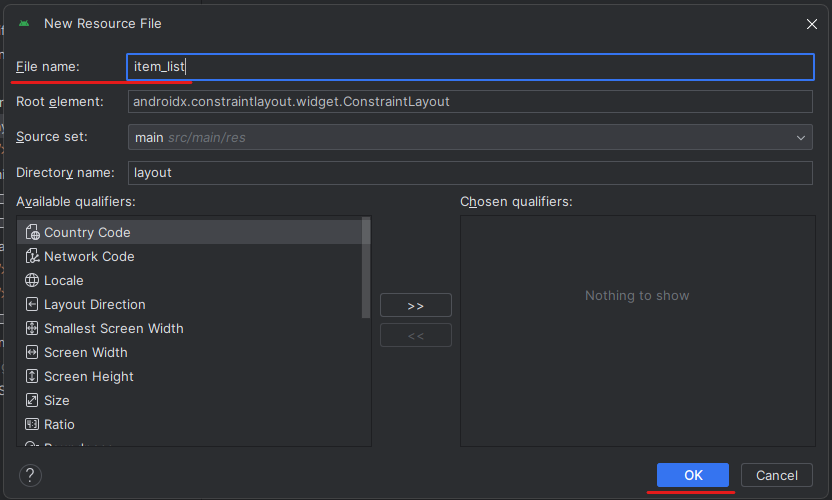 New Resource File
File name: item_list
Root element: androidx.constraintlayout.widget.ConstraintLayout
Source set: main src/main/res
Directory name: layout
Available qualifiers:
Country Code
Network Code
Locale
Layout Direction
Smallest Screen Width
Screen Width
Screen Height
Size
Ratio
>>
<<
Chosen qualifiers:
Nothing to show
?
OK
Cancel